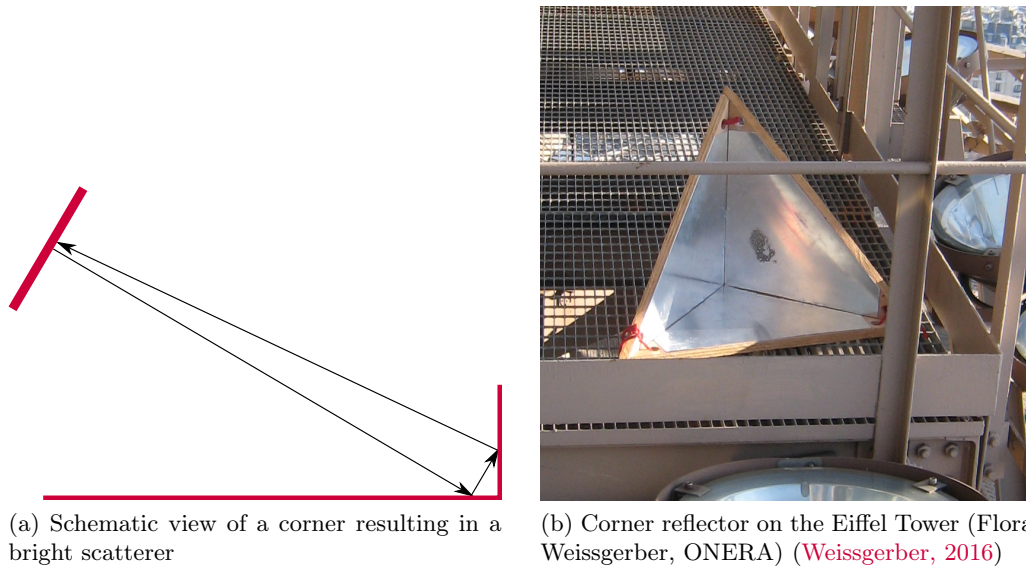 (a) Schematic view of a corner resulting in a
bright scatterer
(b) Corner reflector on the Eiffel Tower (Flora
Weissgerber, ONERA) (Weissgerber, 2016)